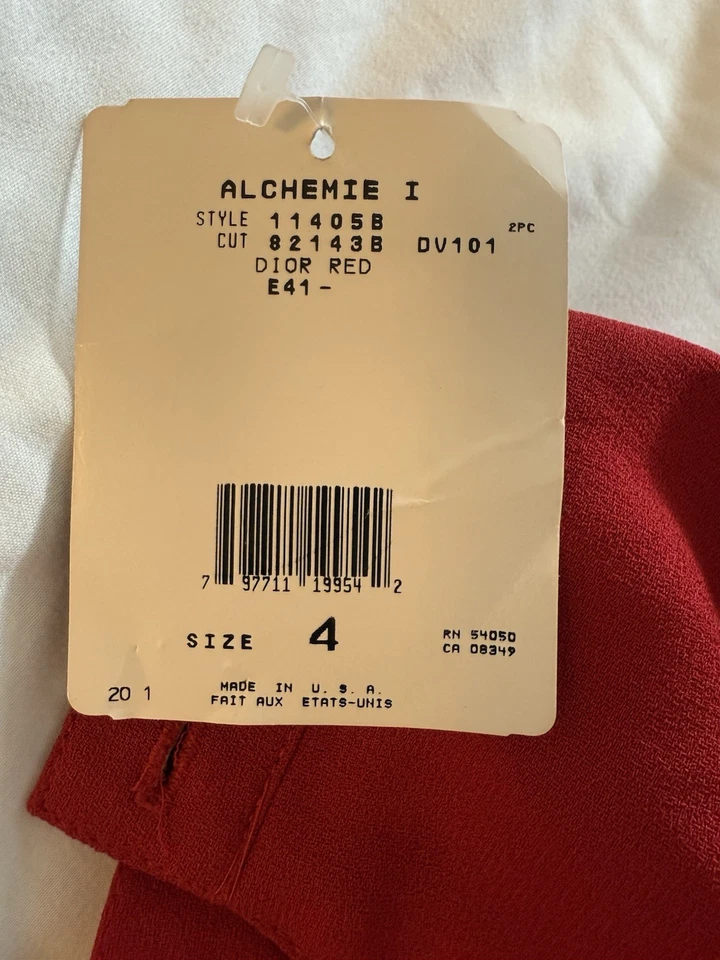 ALCHEMIE I
STYLE 11405B
2PC
CUT 82143B DV101
DIOR RED
E41-
7 97711 19954 2
SIZE 4
RN 54050
CA 08349
20 1
MADE IN U.S.A.
FAIT AUX ETATS-UNIS